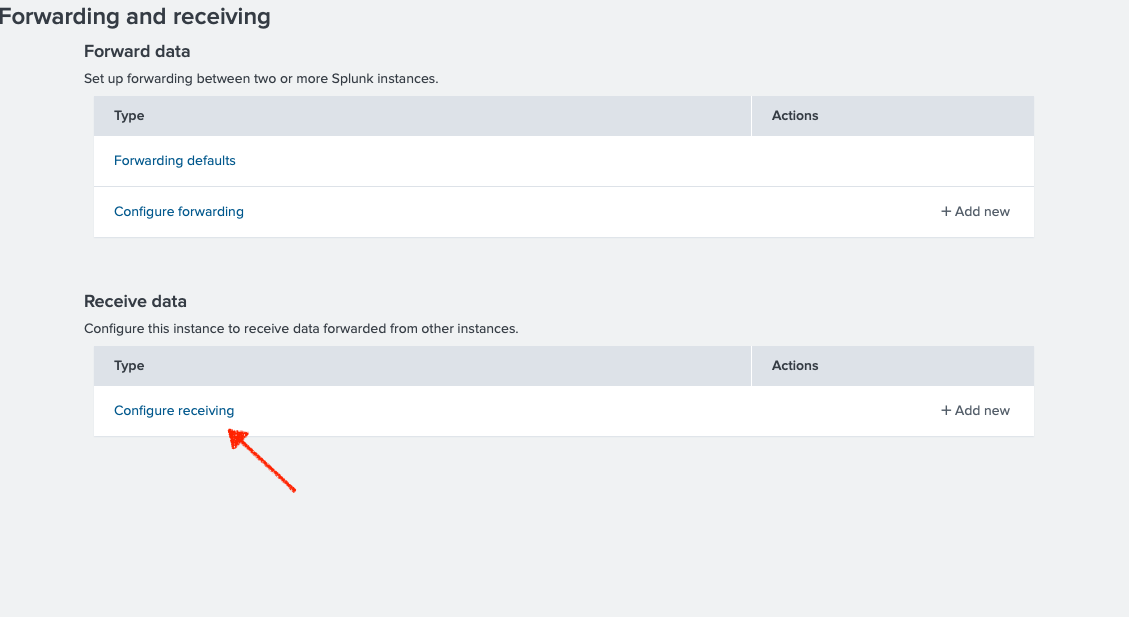 Forwarding and receiving
Forward data
Set up forwarding between two or more Splunk instances.
Type Actions
Forwarding defaults
Configure forwarding + Add new
Receive data
Configure this instance to receive data forwarded from other instances.
Type Actions
Configure receiving + Add new